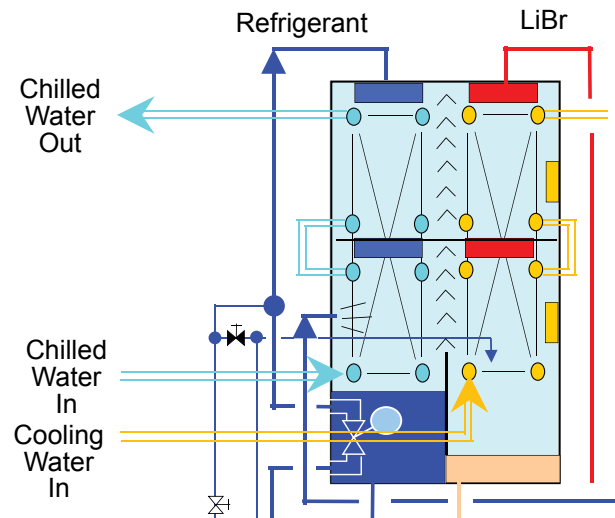 Refrigerant
LiBr
Chilled
Water
Out
Chilled
Water
In
Cooling
Water
In